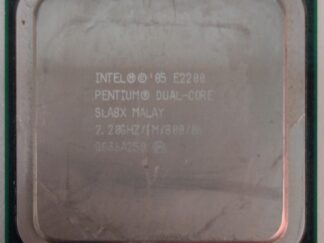 INTEL® © '05 E2200
PENTIUM® DUAL-CORE
SLA8X MALAY
2.20GHZ/1M/800/06